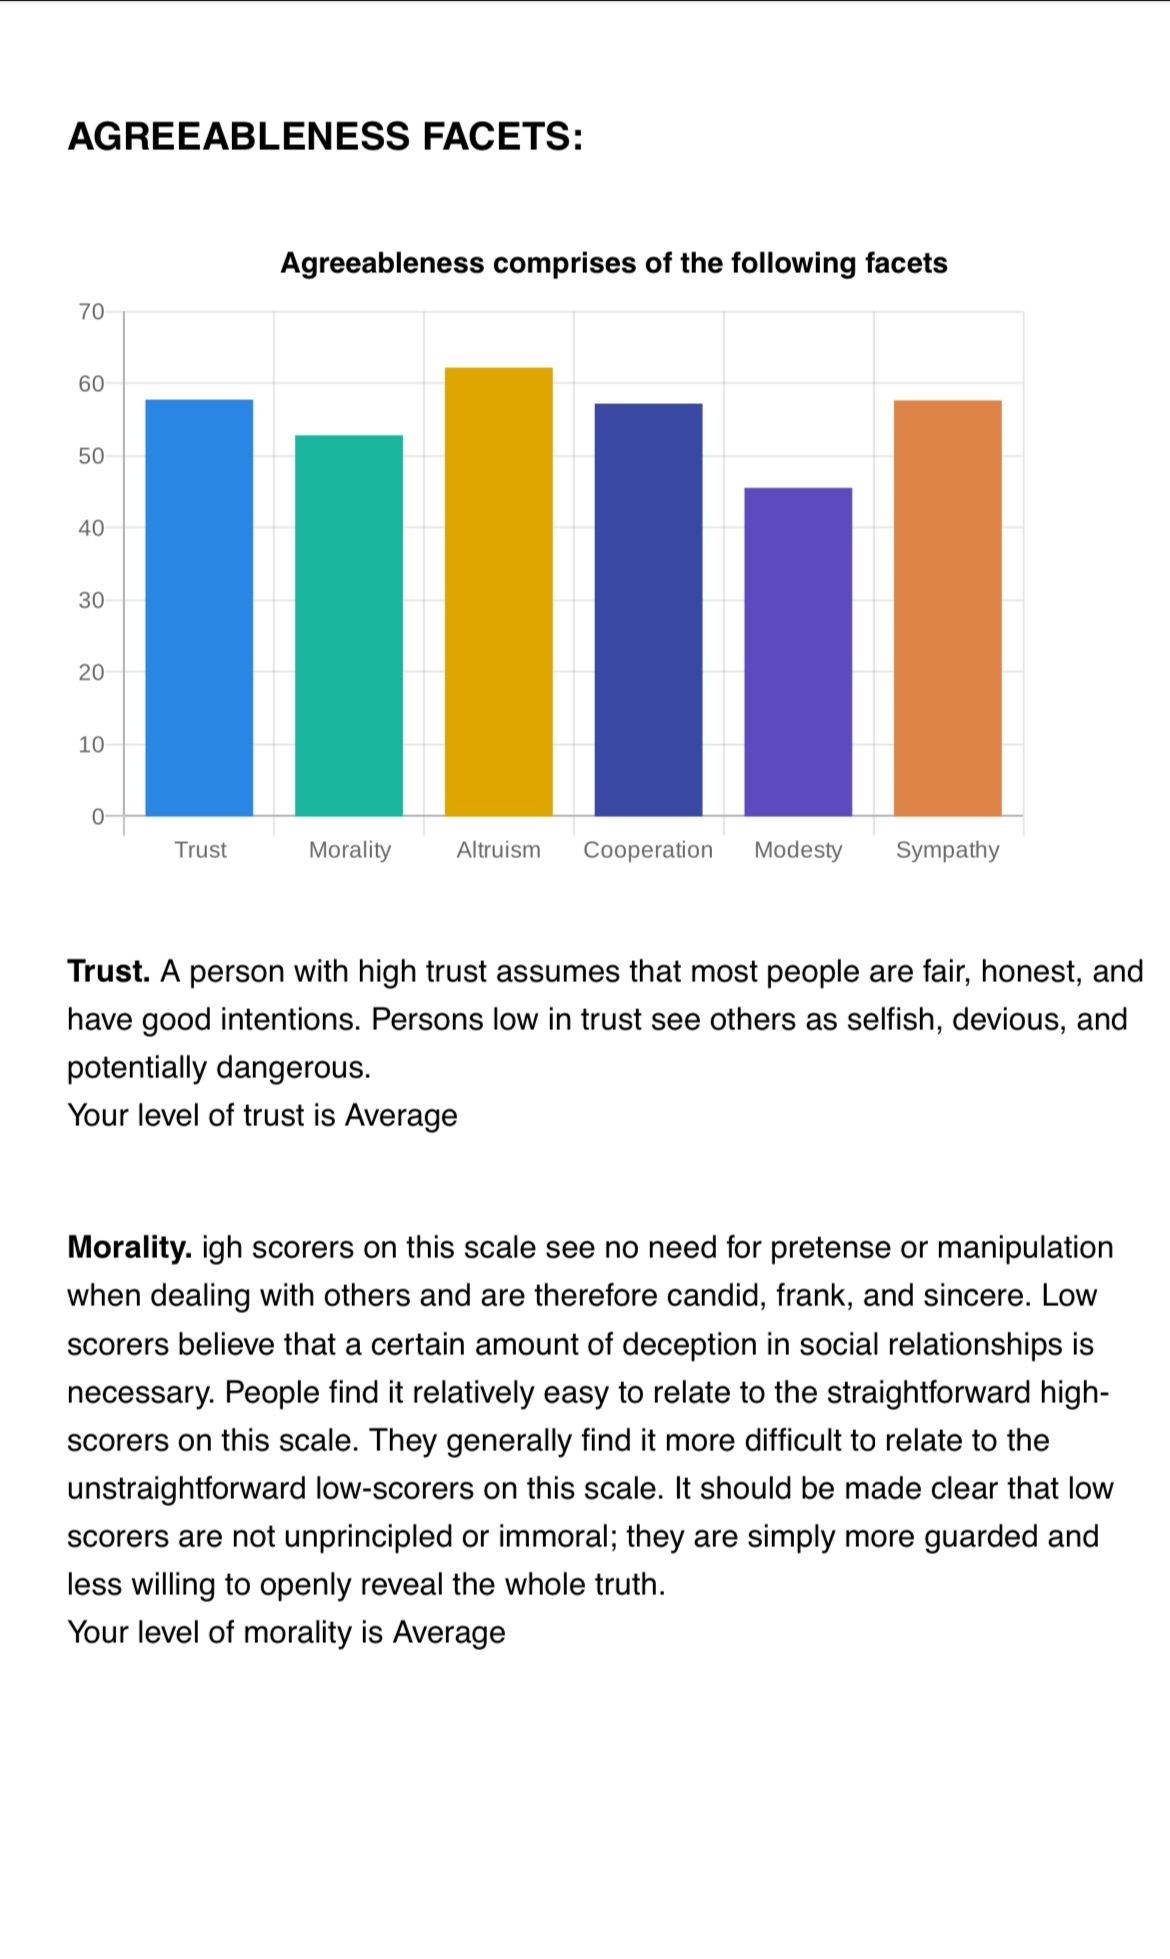 AGREEABLENESS FACETS:
Agreeableness comprises of the following facets
70
60
50
40
30
20
10
0
Trust Morality Altruism Cooperation Modesty Sympathy
Trust. A person with high trust assumes that most people are fair, honest, and
have good intentions. Persons low in trust see others as selfish, devious, and
potentially dangerous.
Your level of trust is Average
Morality. igh scorers on this scale see no need for pretense or manipulation
when dealing with others and are therefore candid, frank, and sincere. Low
scorers believe that a certain amount of deception in social relationships is
necessary. People find it relatively easy to relate to the straightforward high-
scorers on this scale. They generally find it more difficult to relate to the
unstraightforward low-scorers on this scale. It should be made clear that low
scorers are not unprincipled or immoral; they are simply more guarded and
less willing to openly reveal the whole truth.
Your level of morality is Average